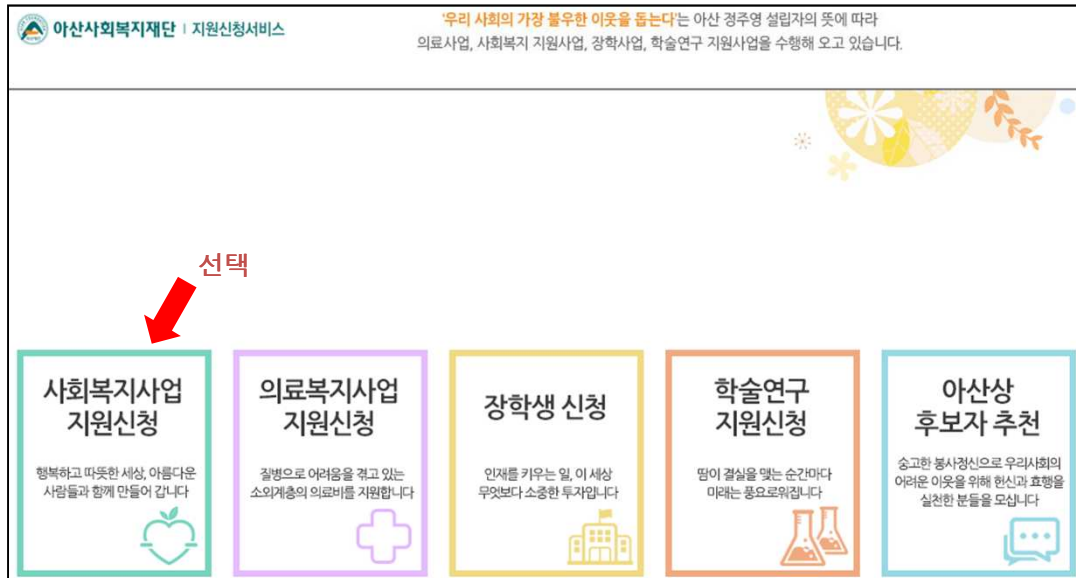 아산사회복지재단 | 지원신청서비스
'우리 사회의 가장 불우한 이웃을 돕는다'는 아산 정주영 설립자의 뜻에 따라
의료사업, 사회복지 지원사업, 장학사업, 학술연구 지원사업을 수행해 오고 있습니다.
선택
사회복지사업
지원신청
행복하고 따뜻한 세상, 아름다운
사람들과 함께 만들어 갑니다
의료복지사업
지원신청
질병으로 어려움을 겪고 있는
소외계층의 의료비를 지원합니다
장학생 신청
인재를 키우는 일, 이 세상
무엇보다 소중한 투자입니다
학술연구
지원신청
땀이 결실을 맺는 순간마다
미래는 풍요로워집니다
아산상
후보자 추천
숭고한 봉사정신으로 우리사회의
어려운 이웃을 위해 헌신과 효행을
실천한 분들을 모십니다